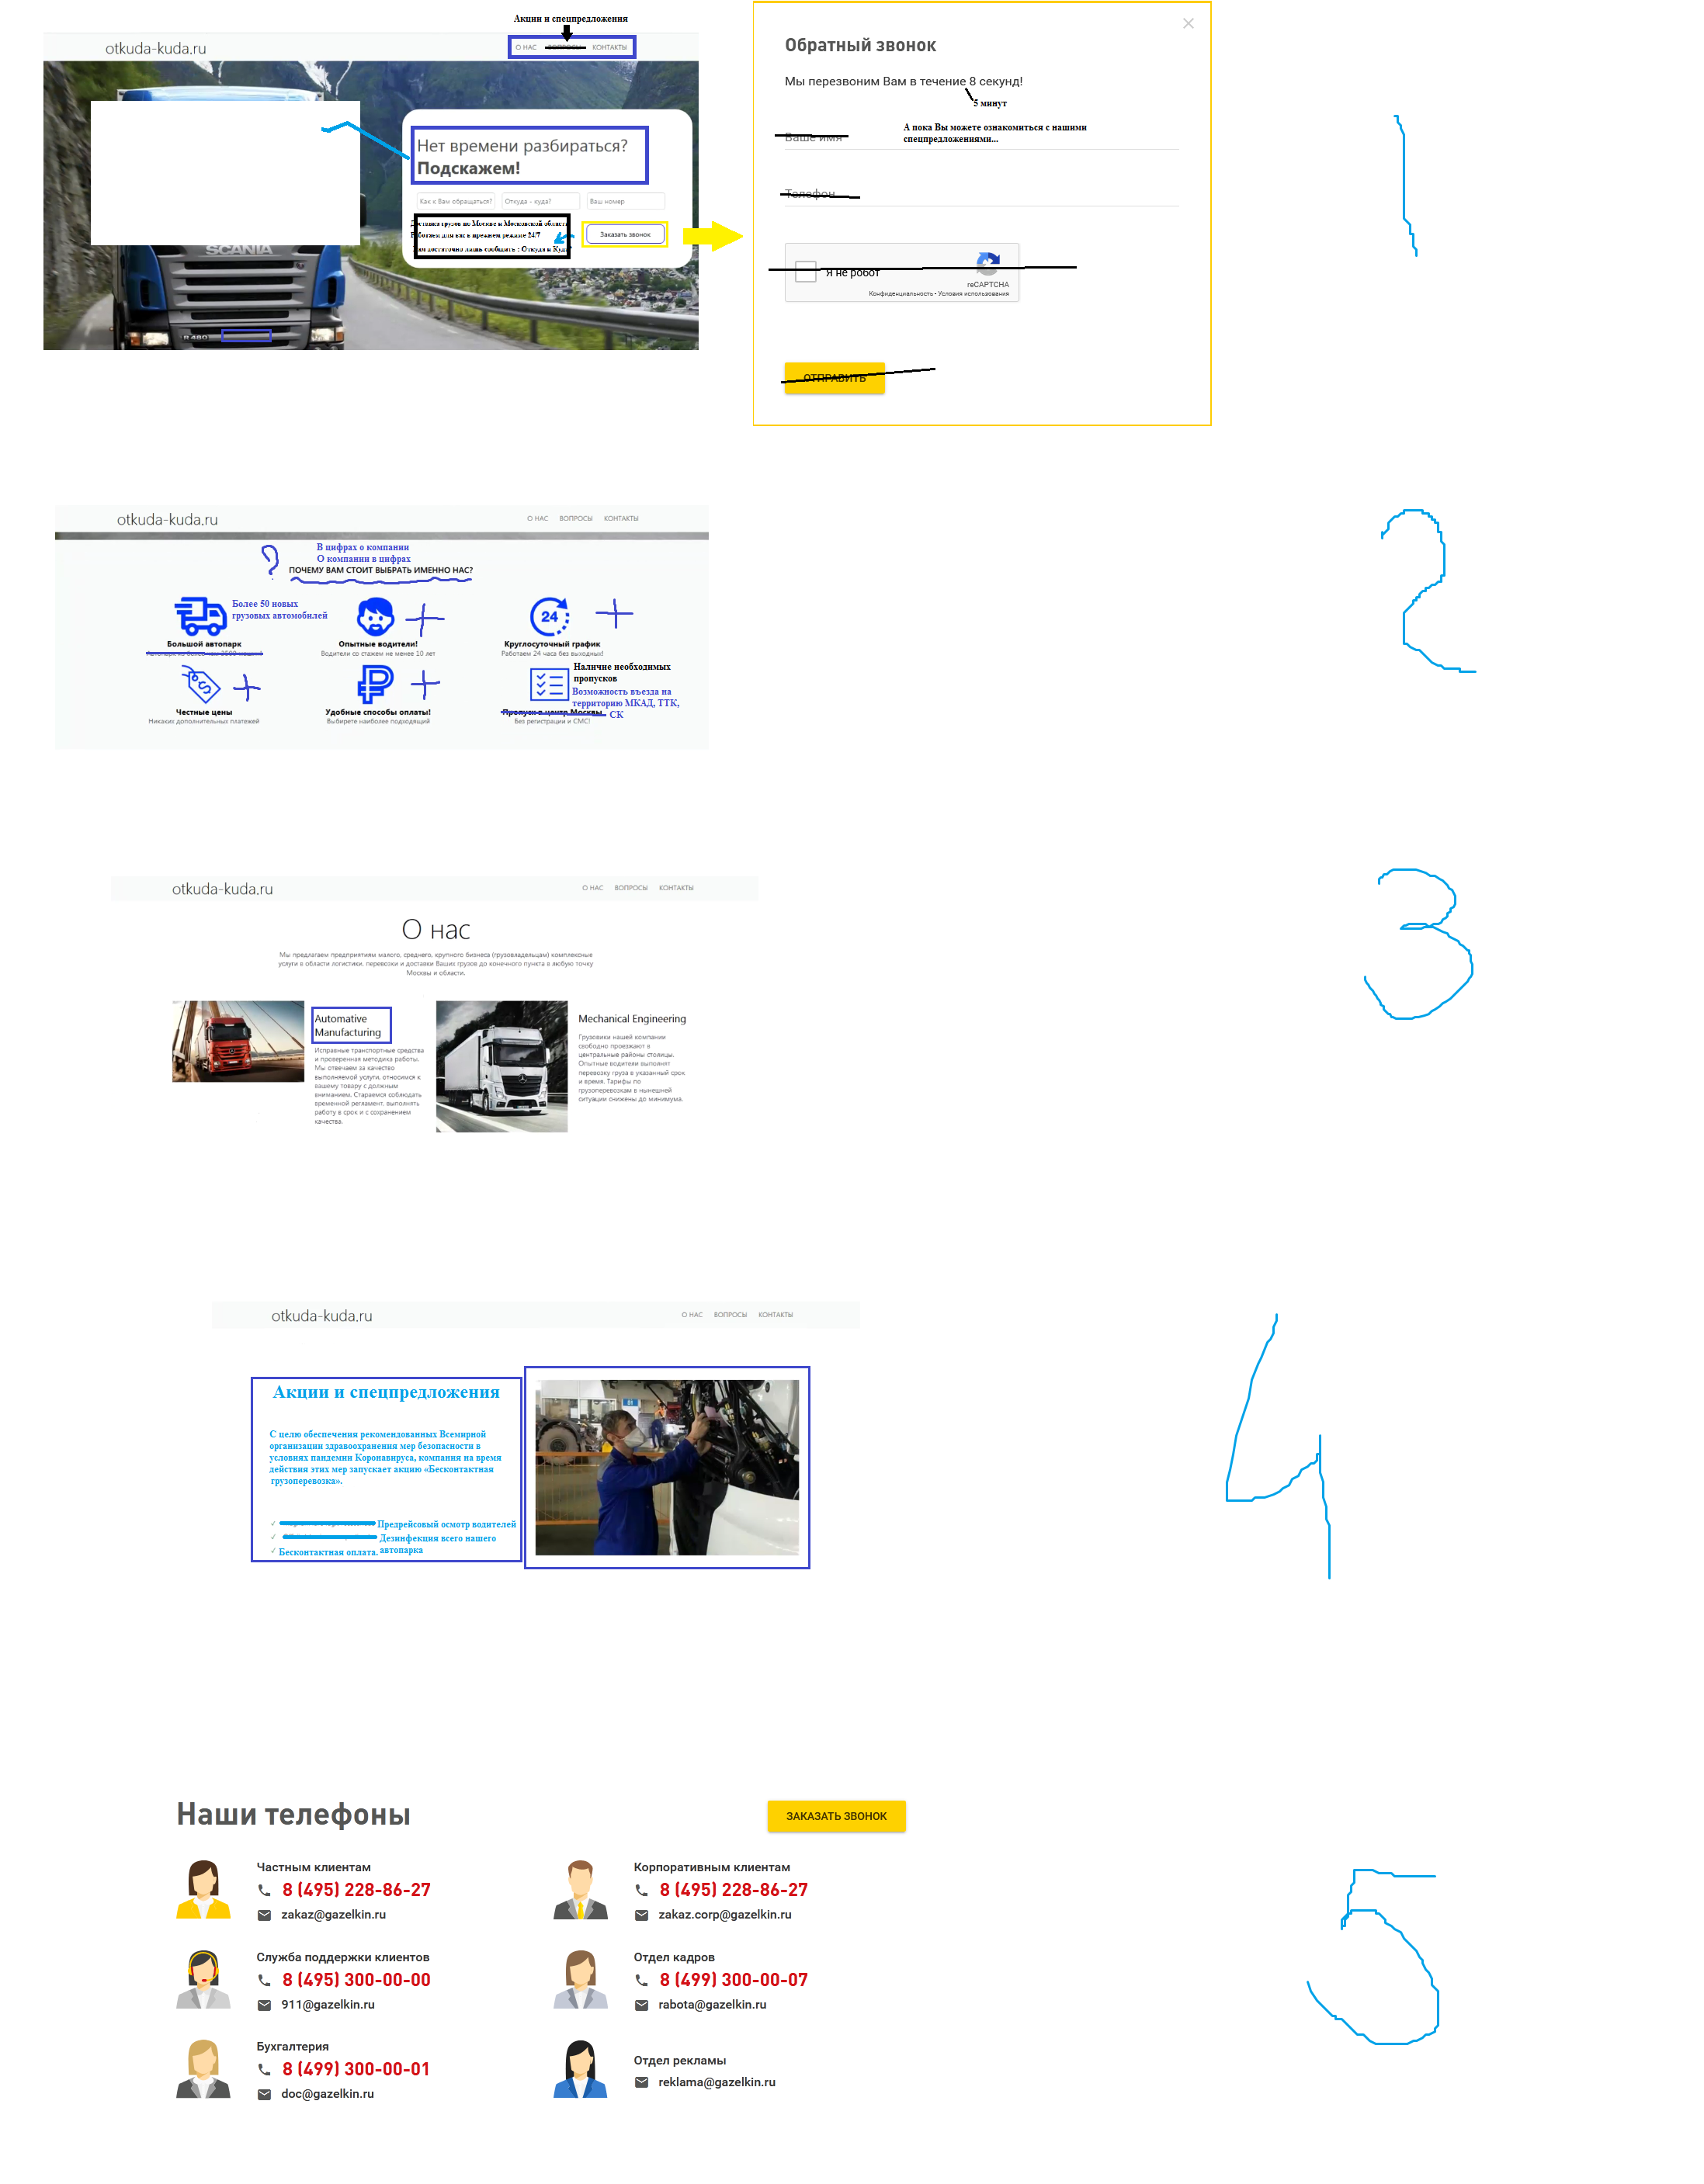 Акции и спецпредложения
otkuda-kuda.ru
О НАС ВОПРОСЫ КОНТАКТЫ
Нет времени разбираться?
Подскажем!
Как к Вам обращаться? Откуда - куда? Ваш номер
Доставка грузов по Москве и Московской области
Работаем для вас в прежнем режиме 24/7
достаточно лишь сообщить : Откуда и Куда?
Заказать звонок
SCANIA
R 480
Обратный звонок
Мы перезвоним Вам в течение 8 секунд!
5 минут
А пока Вы можете ознакомиться с нашими
спецпредложениями...
Ваше имя
Телефон
Я не робот
reCAPTCHA
Конфиденциальность - Условия использования
ОТПРАВИТЬ
1
otkuda-kuda.ru
О НАС ВОПРОСЫ КОНТАКТЫ
?
В цифрах о компании
О компании в цифрах
ПОЧЕМУ ВАМ СТОИТ ВЫБРАТЬ ИМЕННО НАС?
Более 50 новых
грузовых автомобилей
+
24
+
Большой автопарк
Опытные водители!
Водители со стажем не менее 10 лет
Круглосуточный график
Работаем 24 часа без выходных!
+
+
Наличие необходимых
пропусков
Возможность въезда на
территорию МКАД, ТТК,
СК
Честные цены
Никаких дополнительных платежей
Удобные способы оплаты!
Выбирете наиболее подходящий
Пропуск в центр Москвы
Без регистрации и СМС!
2
otkuda-kuda.ru
О НАС ВОПРОСЫ КОНТАКТЫ
О нас
Мы предлагаем предприятиям малого, среднего, крупного бизнеса (грузовладельцам) комплексные
услуги в области логистики, перевозки и доставки Ваших грузов до конечного пункта в любую точку
Москвы и области.
Automative
Manufacturing
Исправные транспортные средства
и проверенная методика работы.
Мы отвечаем за качество
выполняемой услуги, относимся к
вашему товару с должным
вниманием. Стараемся соблюдать
временной регламент, выполнять
работу в срок и с сохранением
качества.
Mechanical Engineering
Грузовики нашей компании
свободно проезжают в
центральные районы столицы.
Опытные водители выполнят
перевозку груза в указанный срок
и время. Тарифы по
грузоперевозкам в нынешней
ситуации снижены до минимума.
3
otkuda-kuda.ru
О НАС ВОПРОСЫ КОНТАКТЫ
Акции и спецпредложения
С целю обеспечения рекомендованных Всемирной
организации здравоохранения мер безопасности в
условиях пандемии Коронавируса, компания на время
действия этих мер запускает акцию «Бесконтактная
грузоперевозка».
Предрейсовый осмотр водителей
Дезинфекция всего нашего
автопарка
Бесконтактная оплата.
4
Наши телефоны
ЗАКАЗАТЬ ЗВОНОК
Частным клиентам
8 (495) 228-86-27
zakaz@gazelkin.ru
Корпоративным клиентам
8 (495) 228-86-27
zakaz.corp@gazelkin.ru
Служба поддержки клиентов
8 (495) 300-00-00
911@gazelkin.ru
Отдел кадров
8 (499) 300-00-07
rabota@gazelkin.ru
Бухгалтерия
8 (499) 300-00-01
doc@gazelkin.ru
Отдел рекламы
reklama@gazelkin.ru
5